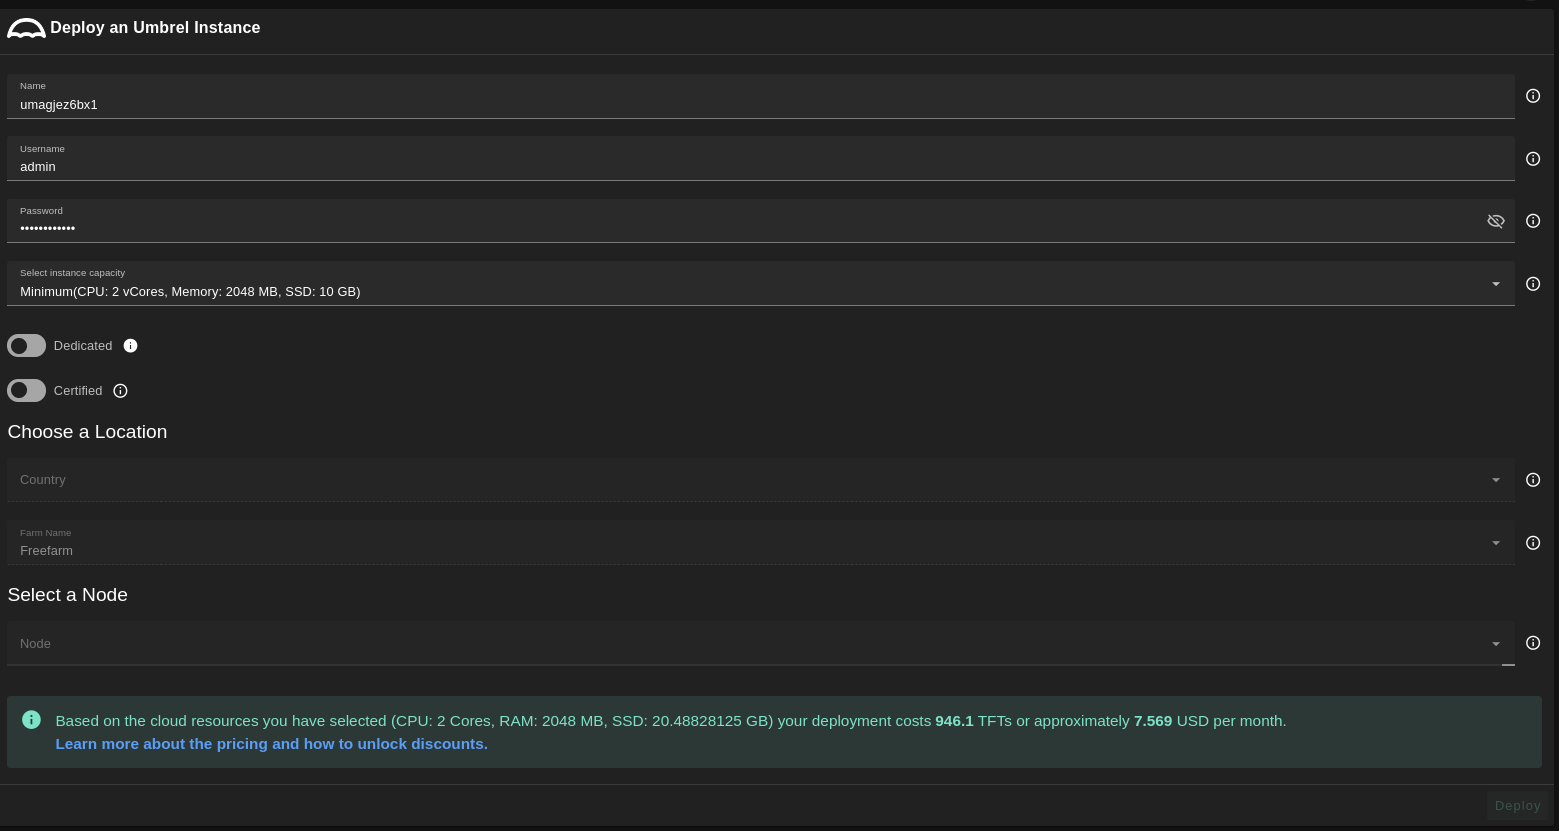 Deploy an Umbrel Instance
Name
umagjez6bx1
Username
admin
Password
••••••••••••
Select instance capacity
Minimum(CPU: 2 vCores, Memory: 2048 MB, SSD: 10 GB)
Dedicated
Certified
Choose a Location
Country
Farm Name
Freefarm
Select a Node
Node
Based on the cloud resources you have selected (CPU: 2 Cores, RAM: 2048 MB, SSD: 20.48828125 GB) your deployment costs 946.1 TFTs or approximately 7.569 USD per month.
Learn more about the pricing and how to unlock discounts.
Deploy